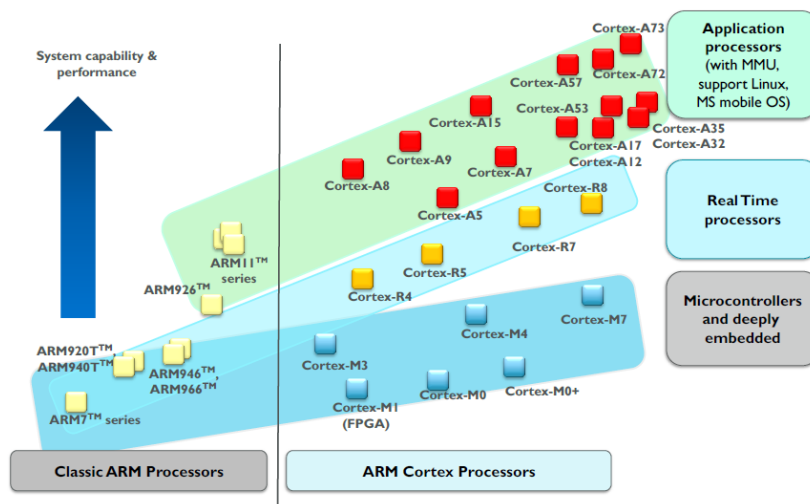 System capability &
performance
Application
processors
(with MMU,
support Linux,
MS mobile OS)
Cortex-A73
Cortex-A57
Cortex-A72
Cortex-A53
Cortex-A15
Cortex-A35
Cortex-A32
Cortex-A17
Cortex-A12
Cortex-A9
Cortex-A7
Cortex-A8
Cortex-A5
Real Time
processors
Cortex-R8
Cortex-R7
Cortex-R5
Cortex-R4
ARM11™
series
ARM926™
Microcontrollers
and deeply
embedded
Cortex-M7
Cortex-M4
Cortex-M3
Cortex-M0+
Cortex-M0
Cortex-M1
(FPGA)
ARM920T™,
ARM940T™
ARM946™,
ARM966™
ARM7™ series
Classic ARM Processors
ARM Cortex Processors